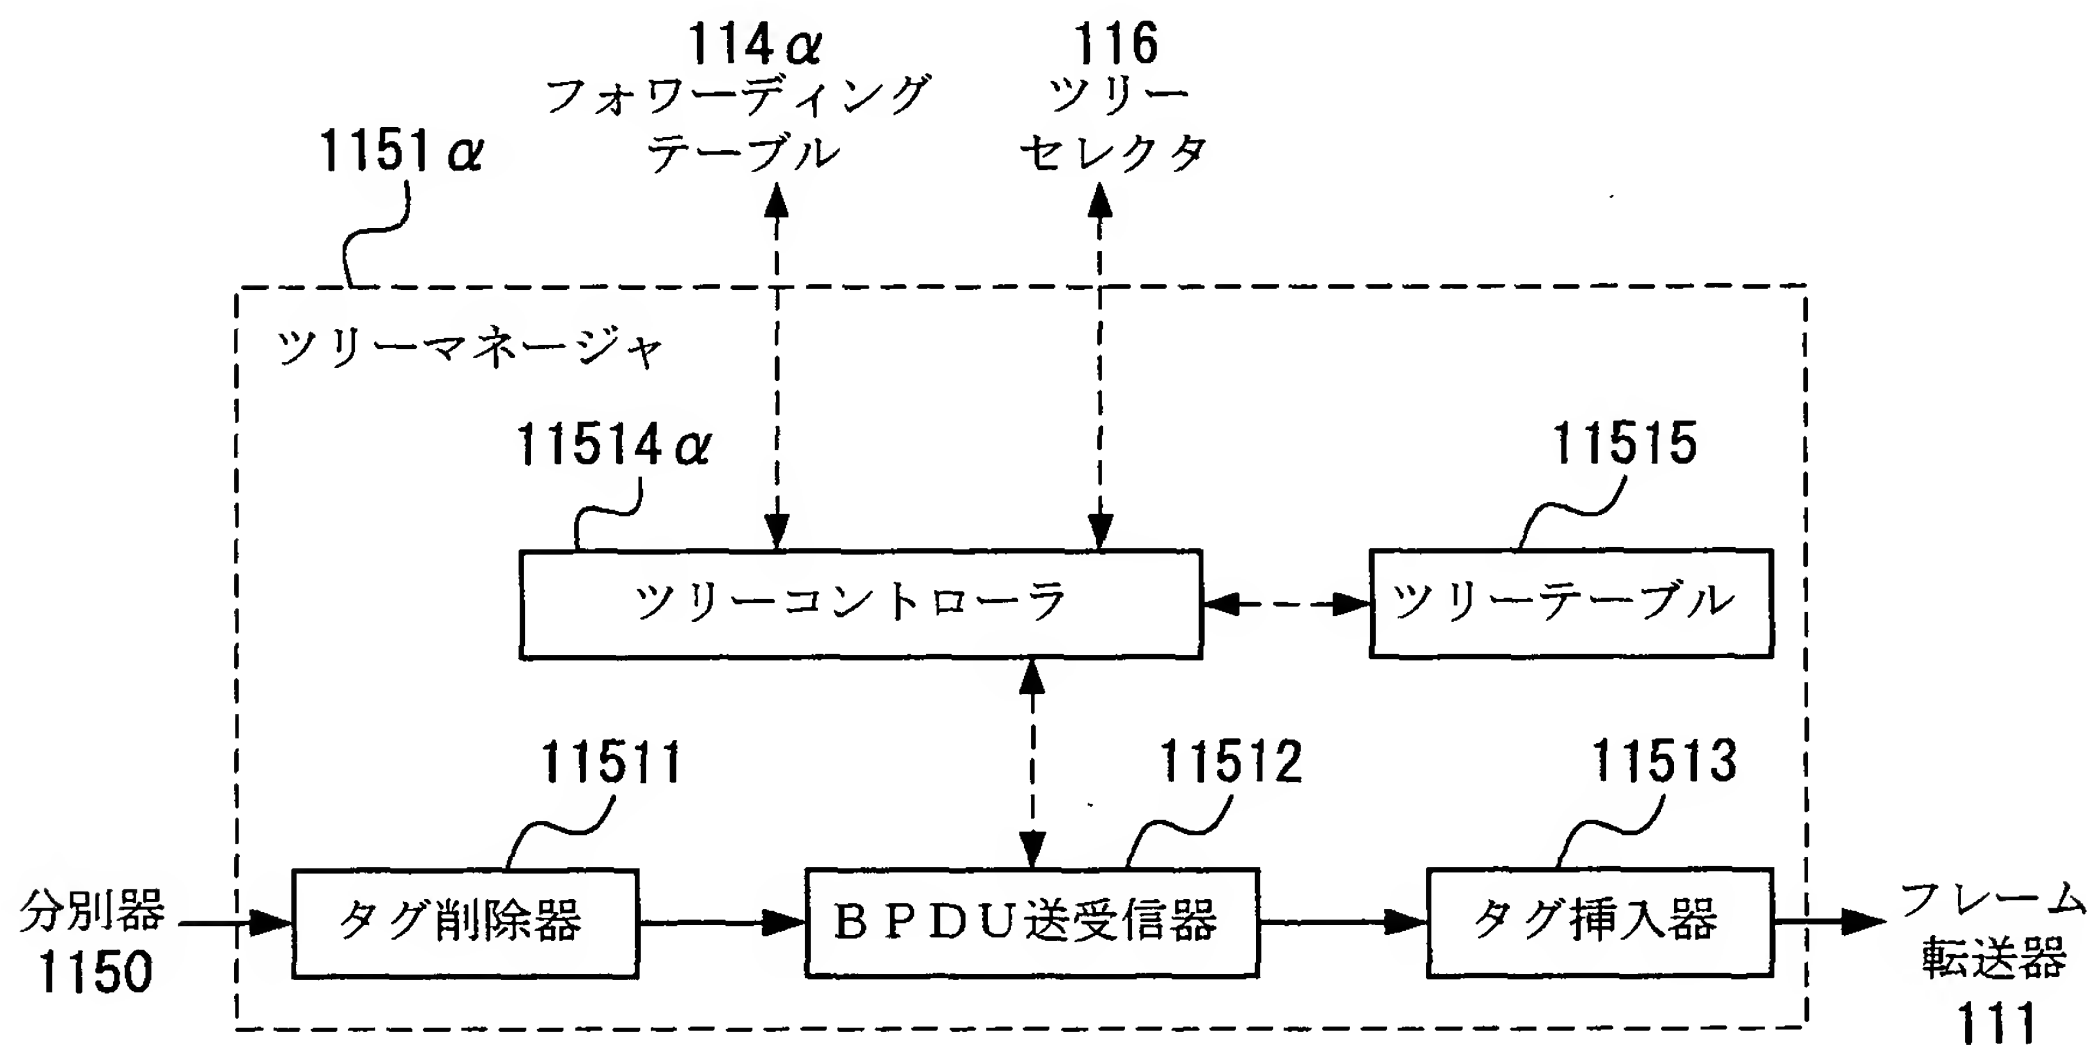 114α
フォワーディング
テーブル
116
ツリー
セレクタ
1151α
ツリーマネージャ
11514α
ツリーコントローラ
11515
ツリーテーブル
11511
タグ削除器
11512
BPDU送受信器
11513
タグ挿入器
分別器
1150
フレーム
転送器
111